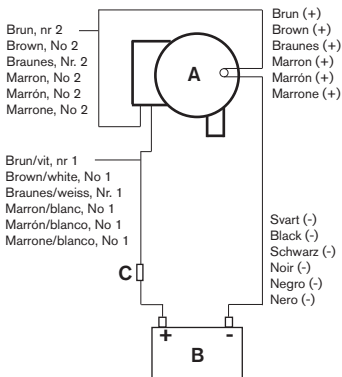 Brun, nr 2
Brown, No 2
Braunes, Nr. 2
Marron, No 2
Marrón, No 2
Marrone, No 2
Brun (+)
Brown (+)
Braunes (+)
Marron (+)
Marrón (+)
Marrone (+)
A
Brun/vit, nr 1
Brown/white, No 1
Braunes/weiss, Nr. 1
Marron/blanc, No 1
Marrón/blanco, No 1
Marrone/blanco, No 1
Svart (-)
Black (-)
Schwarz (-)
Noir (-)
Negro (-)
Nero (-)
C
+ -
B